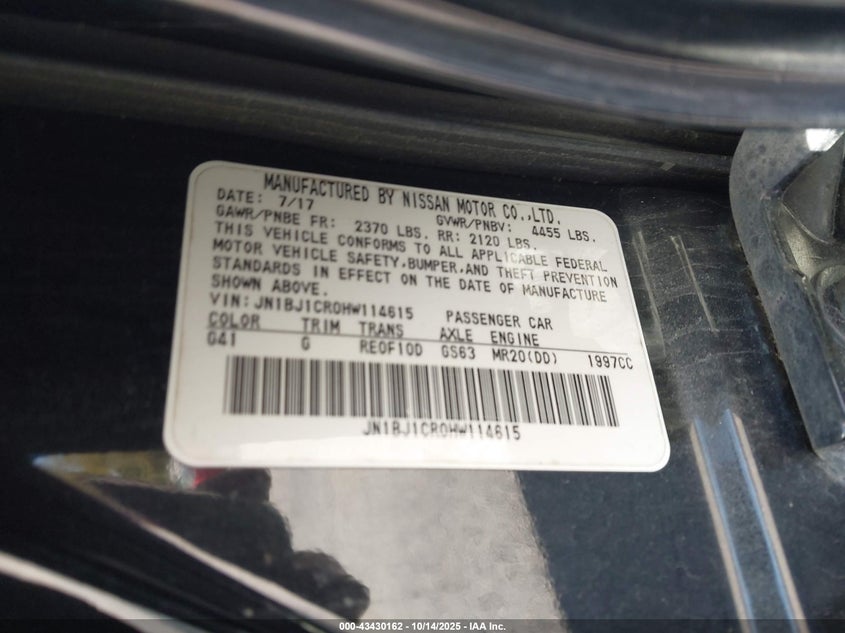 MANUFACTURED BY NISSAN MOTOR CO.,LTD.
DATE: 7/17 GVWR/PNBV: 4455 LBS.
GAWR/PNBE FR: 2370 LBS. RR: 2120 LBS.
THIS VEHICLE CONFORMS TO ALL APPLICABLE FEDERAL
MOTOR VEHICLE SAFETY,BUMPER,AND THEFT PREVENTION
STANDARDS IN EFFECT ON THE DATE OF MANUFACTURE
SHOWN ABOVE.
VIN: JN1BJ1CR0HW114615 PASSENGER CAR
COLOR TRIM TRANS AXLE ENGINE
G41 G RE0F10D GS63 MR20(DD) 1997CC
JN1BJ1CR0HW114615
000-43430162 - 10/14/2025 - IAA Inc.